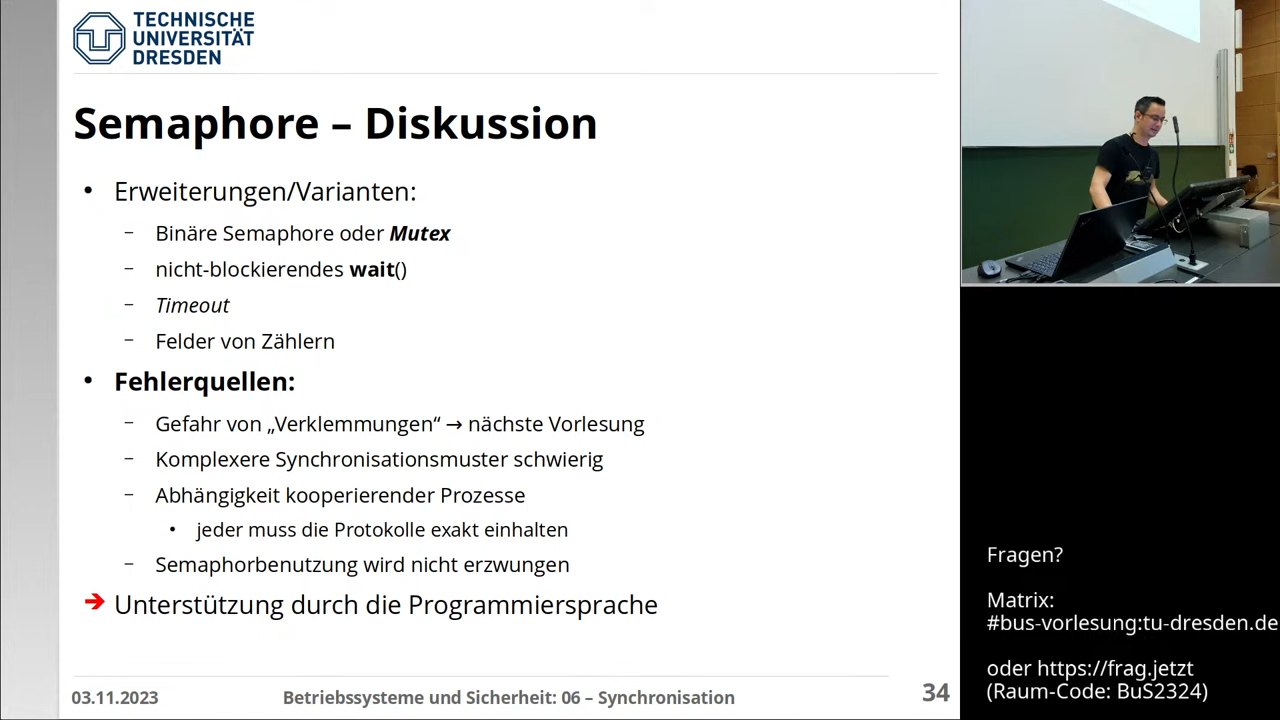 TECHNISCHE
UNIVERSITÄT
DRESDEN
Semaphore – Diskussion
• Erweiterungen/Varianten:
– Binäre Semaphore oder Mutex
– nicht-blockierendes wait()
– Timeout
– Felder von Zählern
• Fehlerquellen:
– Gefahr von „Verklemmungen“ → nächste Vorlesung
– Komplexere Synchronisationsmuster schwierig
– Abhängigkeit kooperierender Prozesse
• jeder muss die Protokolle exakt einhalten
– Semaphorbenutzung wird nicht erzwungen
➔ Unterstützung durch die Programmiersprache
03.11.2023 Betriebssysteme und Sicherheit: 06 – Synchronisation 34
Fragen?
Matrix:
#bus-vorlesung:tu-dresden.de
oder https://frag.jetzt
(Raum-Code: BuS2324)